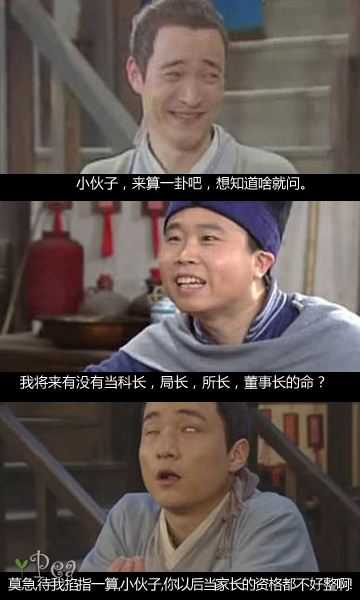 小伙子，来算一卦吧，想知道啥就问。
我将来有没有当科长，局长，所长，董事长的命？
Pea
莫急,待我掐指一算,小伙子,你以后当家长的资格都不好整啊!